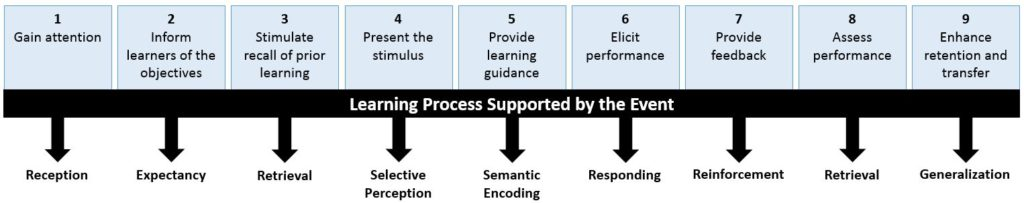 1
Gain attention
2
Inform
learners of the
objectives
3
Stimulate
recall of prior
learning
4
Present the
stimulus
5
Provide
learning
guidance
6
Elicit
performance
7
Provide
feedback
8
Assess
performance
9
Enhance
retention and
transfer
Learning Process Supported by the Event
Reception
Expectancy
Retrieval
Selective
Perception
Semantic
Encoding
Responding
Reinforcement
Retrieval
Generalization